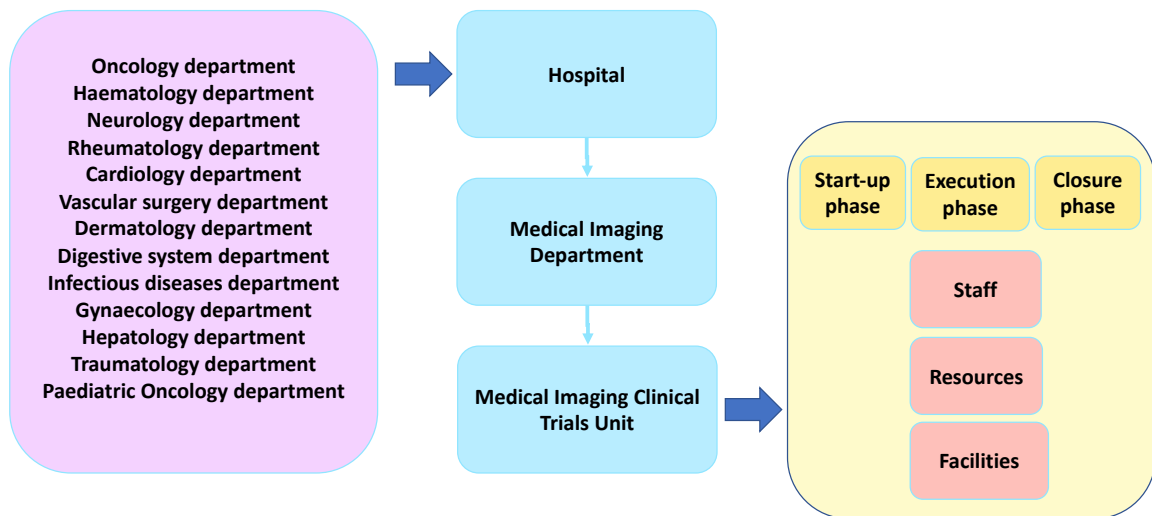 Oncology department
Haematology department
Neurology department
Rheumatology department
Cardiology department
Vascular surgery department
Dermatology department
Digestive system department
Infectious diseases department
Gynaecology department
Hepatology department
Traumatology department
Paediatric Oncology department
Hospital
Medical Imaging
Department
Medical Imaging Clinical
Trials Unit
Start-up
phase
Execution
phase
Closure
phase
Staff
Resources
Facilities